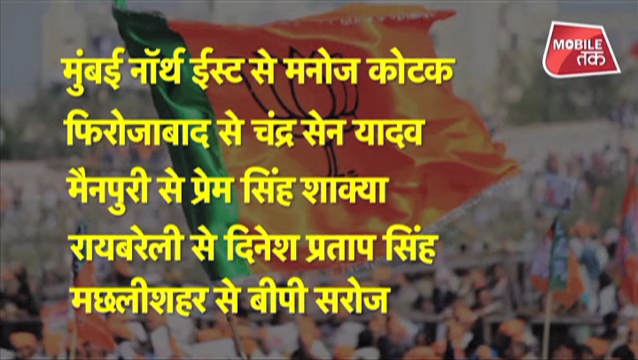 MOBILE
तक
मुंबई नॉर्थ ईस्ट से मनोज कोटक
फिरोजाबाद से चंद्र सेन यादव
मैनपुरी से प्रेम सिंह शाक्या
रायबरेली से दिनेश प्रताप सिंह
मछलीशहर से बीपी सरोज